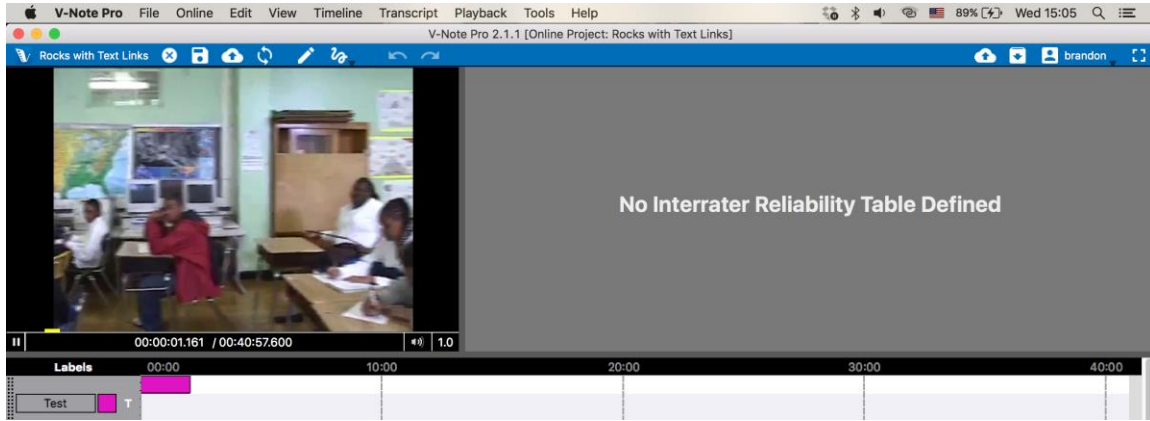 V-Note Pro File Online Edit View Timeline Transcript Playback Tools Help 89% Wed 15:05
V-Note Pro 2.1.1 [Online Project: Rocks with Text Links]
Rocks with Text Links brandon
No Interrater Reliability Table Defined
00:00:01.161 / 00:40:57.600 1.0
Labels 00:00 10:00 20:00 30:00 40:00
Test T